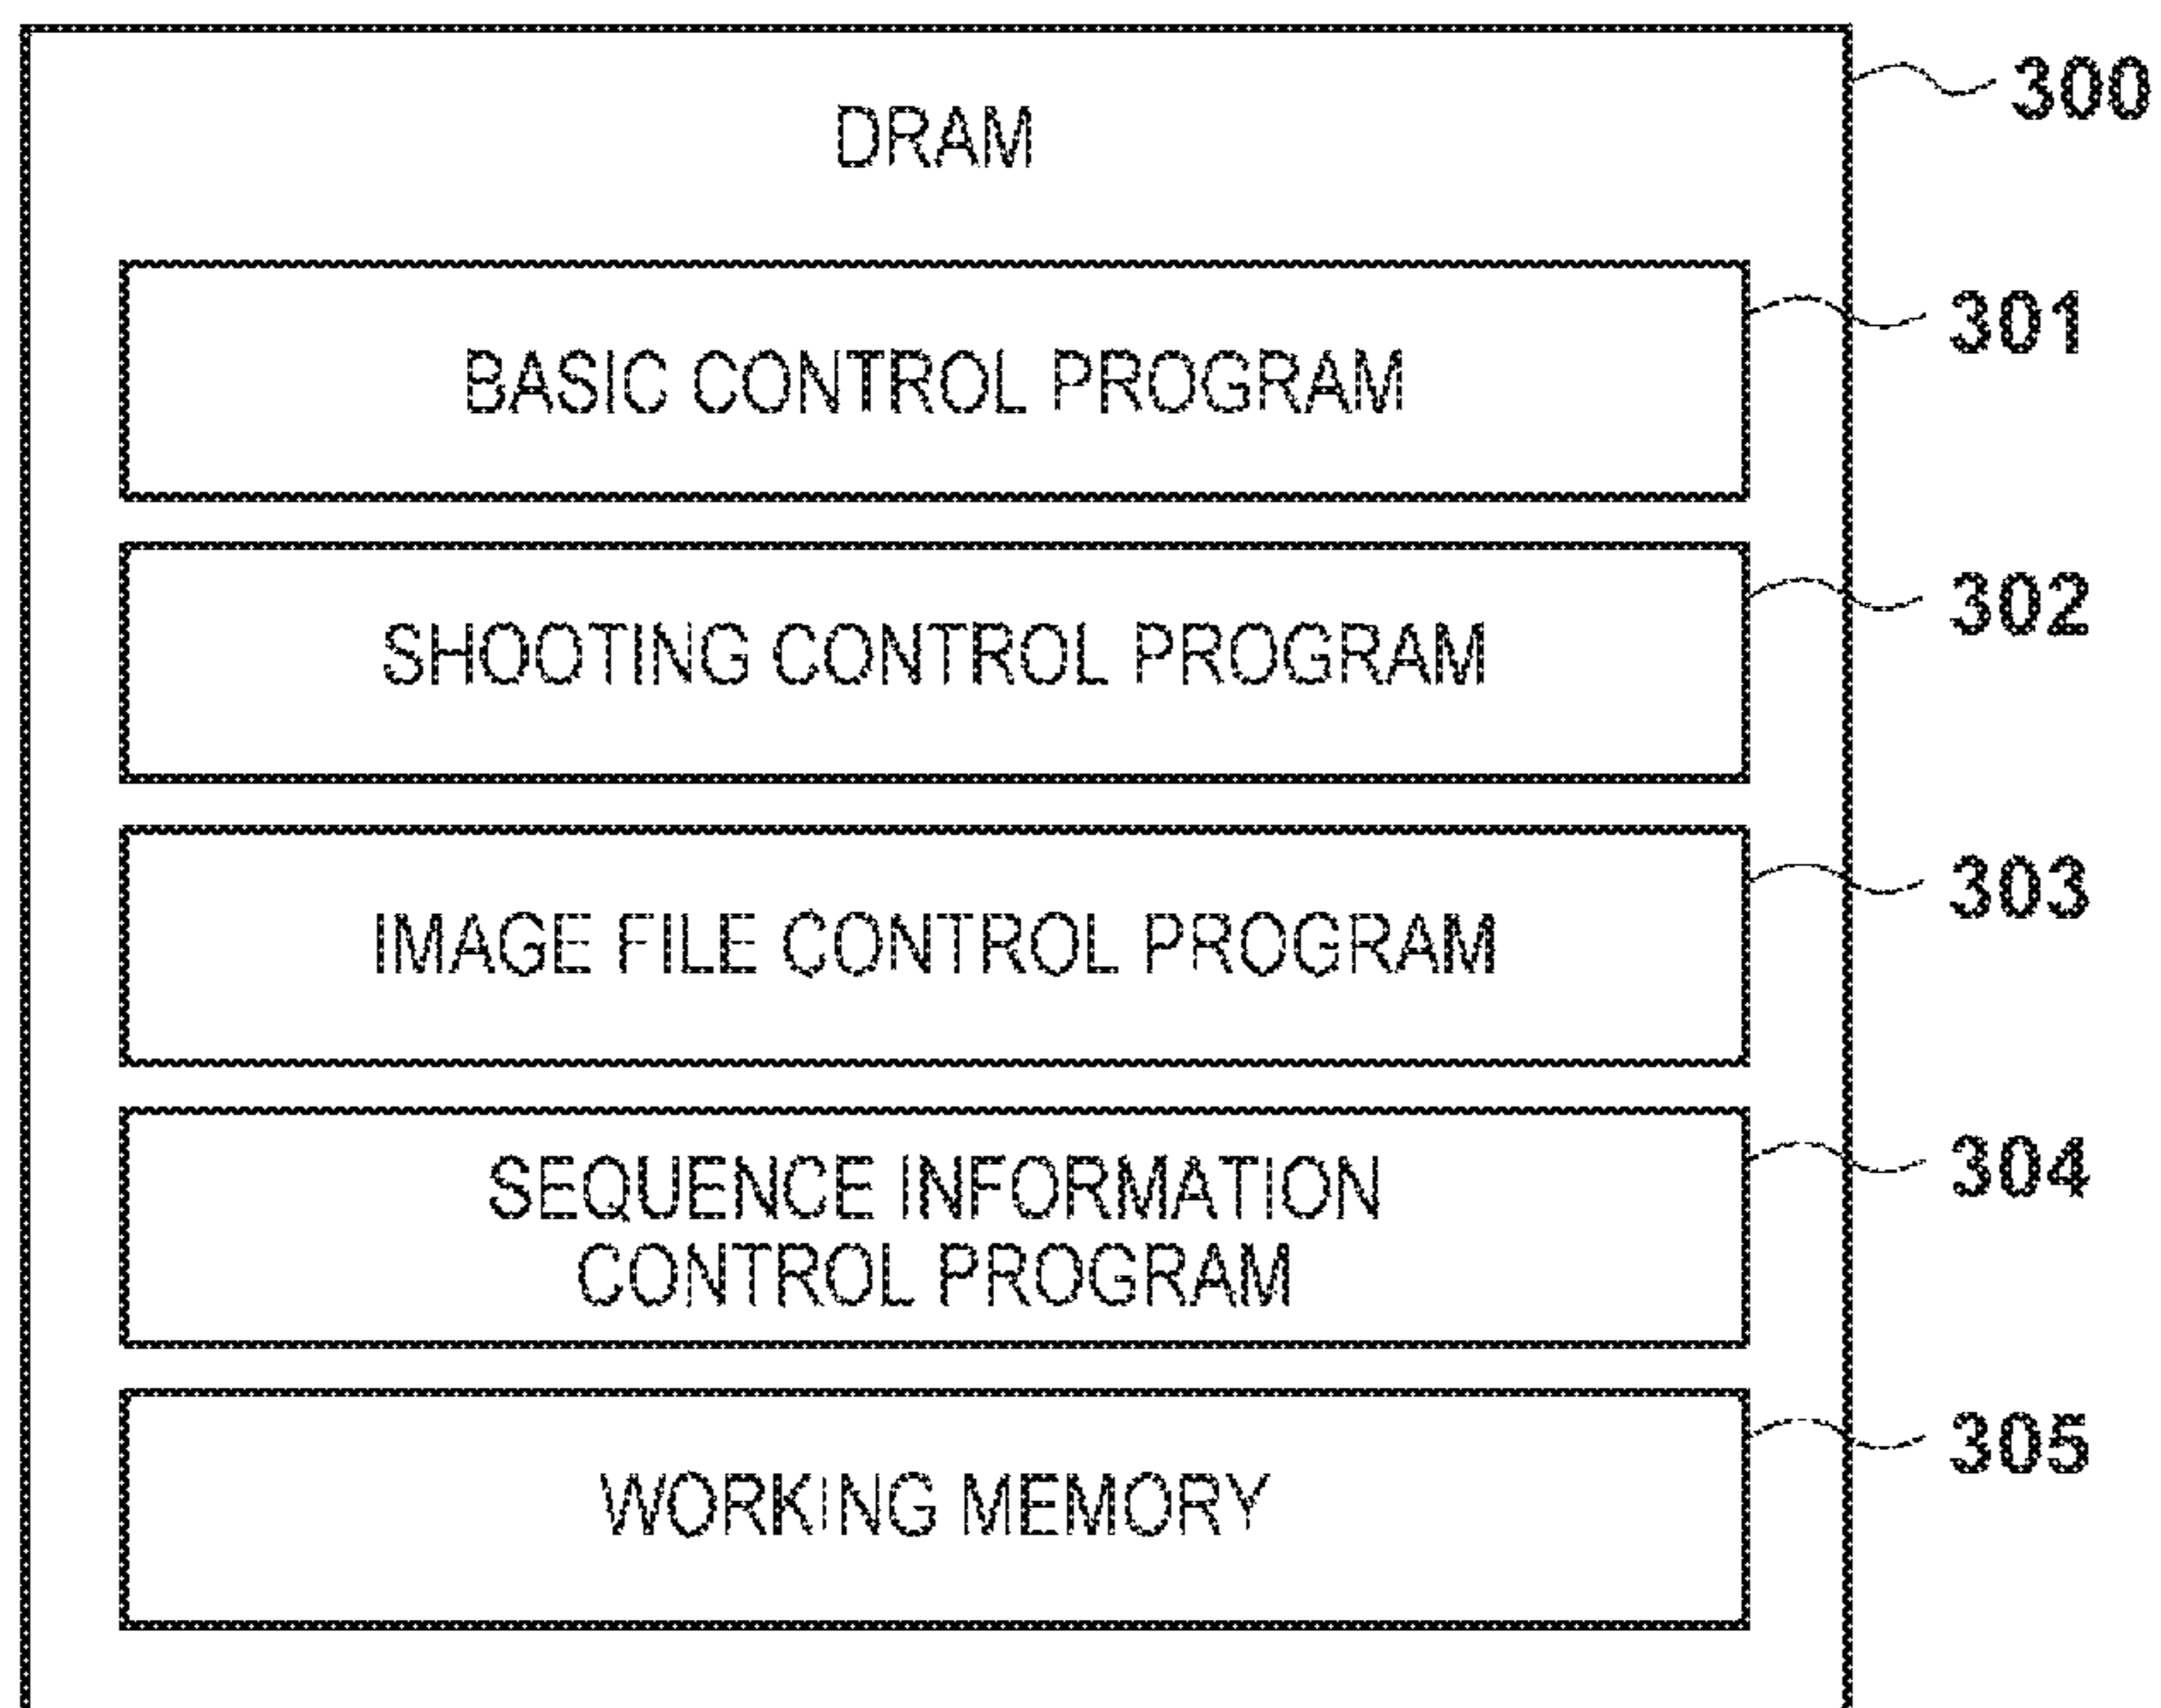 DRAM
300
BASIC CONTROL PROGRAM
301
SHOOTING CONTROL PROGRAM
302
IMAGE FILE CONTROL PROGRAM
303
SEQUENCE INFORMATION
CONTROL PROGRAM
304
WORKING MEMORY
305